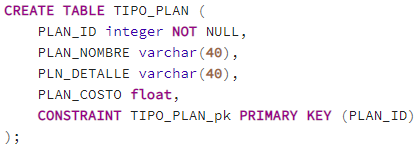 CREATE TABLE TIPO_PLAN (
    PLAN_ID integer NOT NULL,
    PLAN_NOMBRE varchar(40),
    PLN_DETALLE varchar(40),
    PLAN_COSTO float,
    CONSTRAINT TIPO_PLAN_pk PRIMARY KEY (PLAN_ID)
);